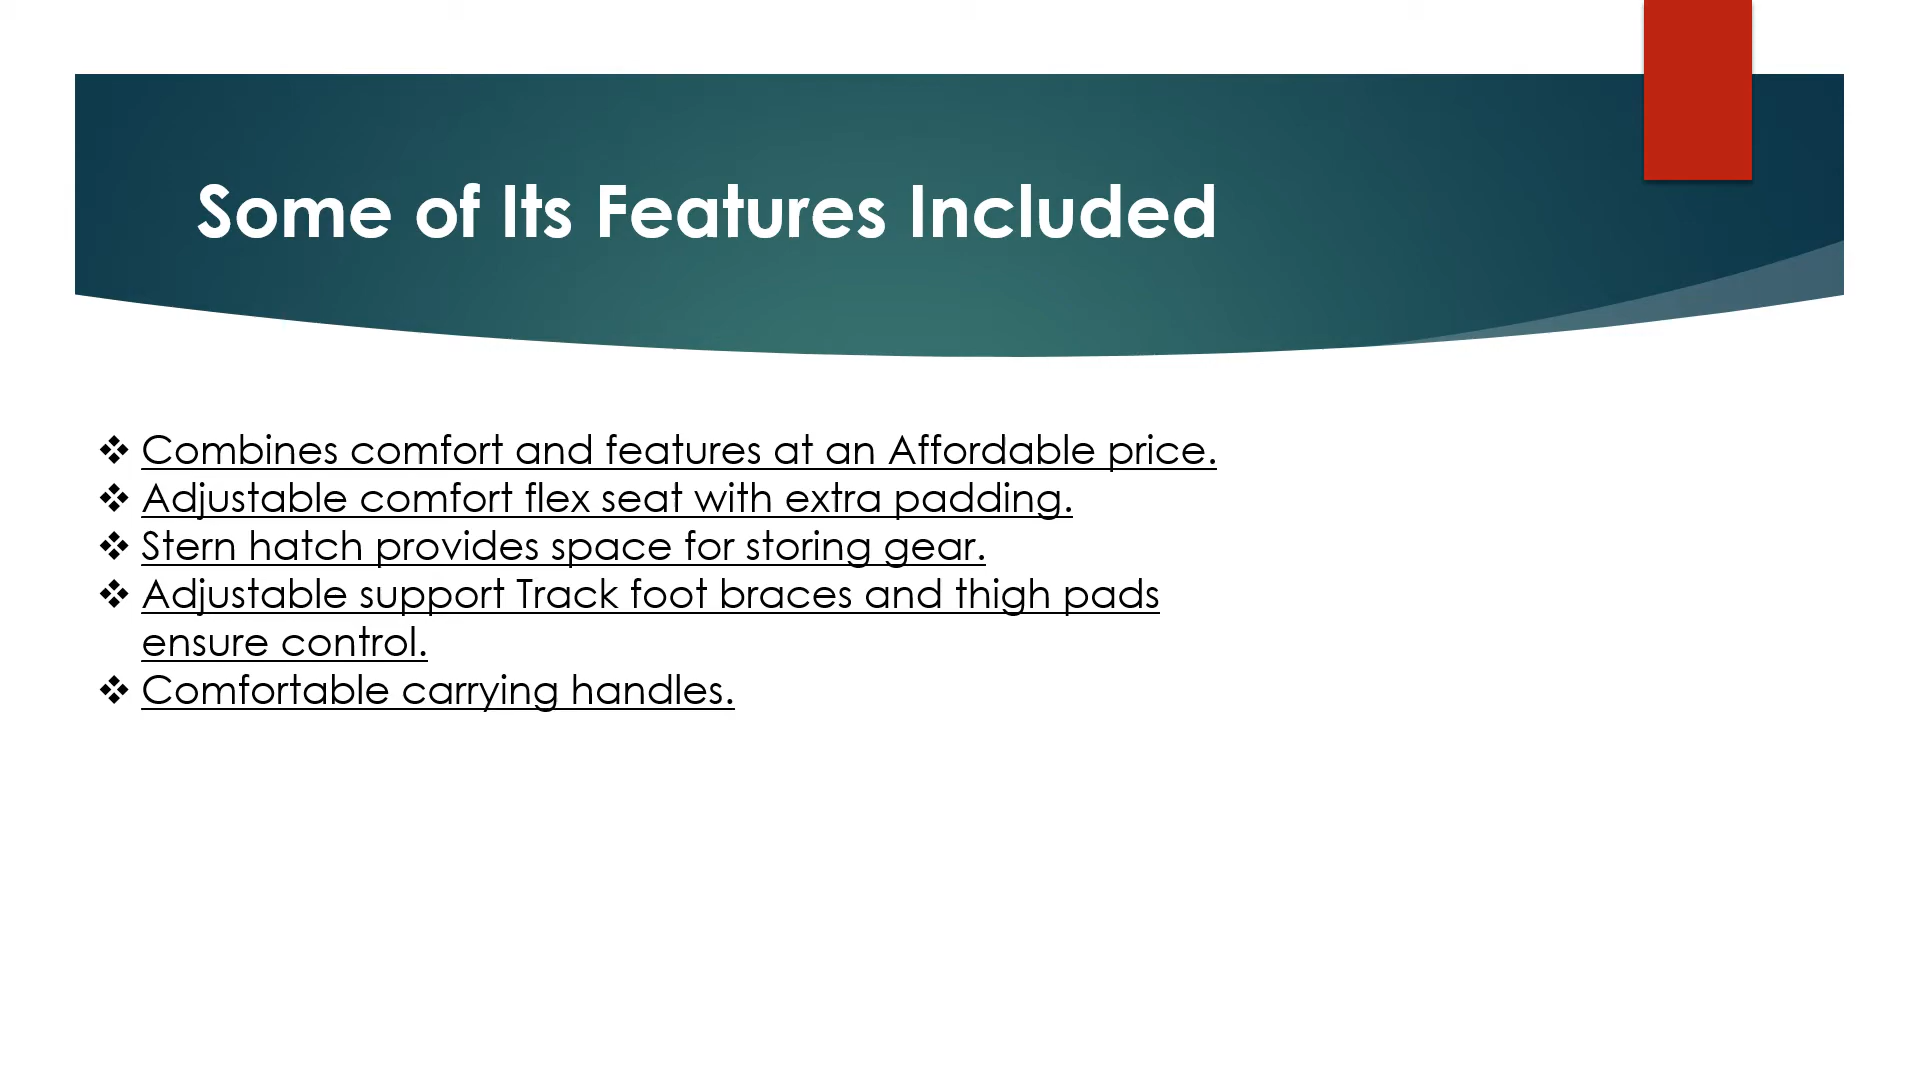 Some of Its Features Included
❖ Combines comfort and features at an Affordable price.
❖ Adjustable comfort flex seat with extra padding.
❖ Stern hatch provides space for storing gear.
❖ Adjustable support Track foot braces and thigh pads
ensure control.
❖ Comfortable carrying handles.